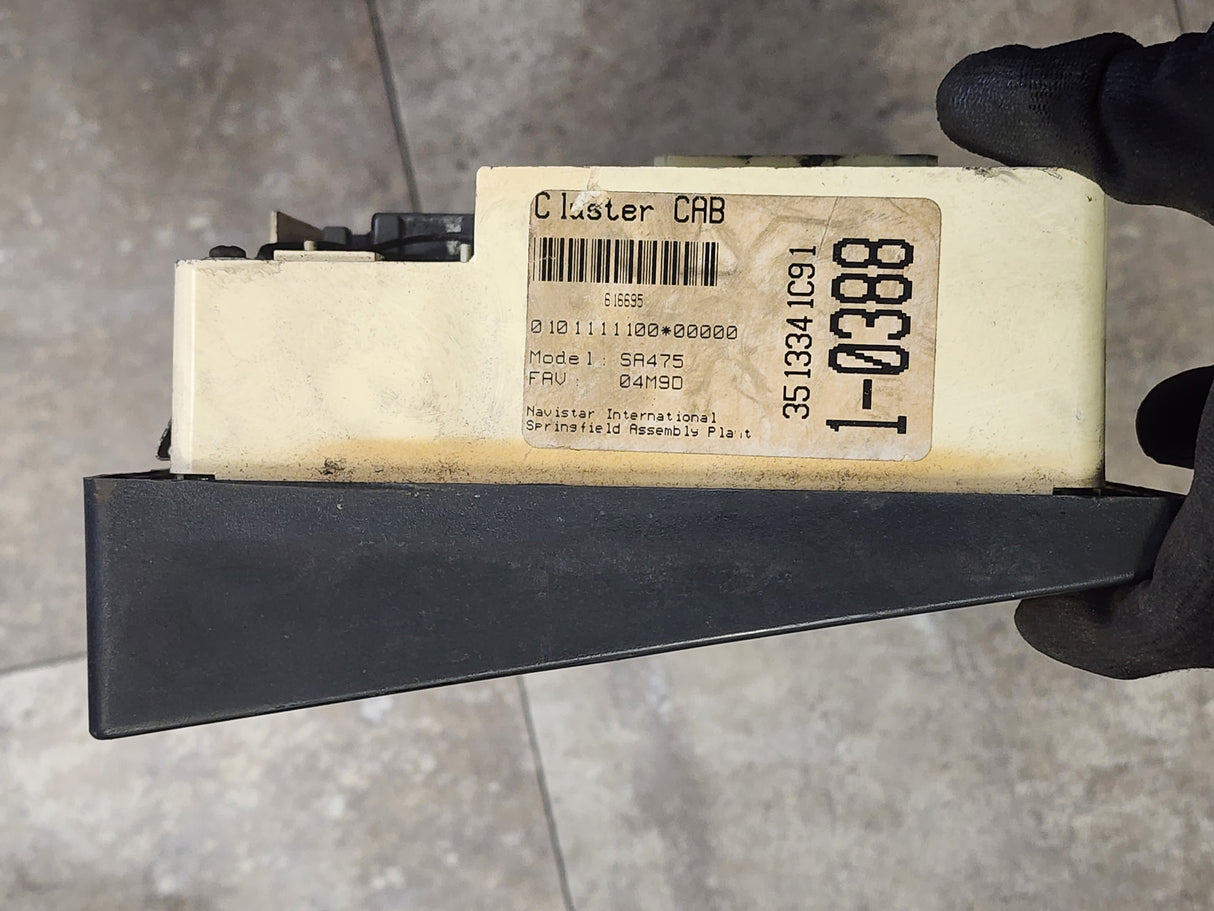 Cluster CAB
616695
0101111100*00000
Model: SA475
FAV: 04M9D
Navistar International
Springfield Assembly Plant
3513341C91
1-0388